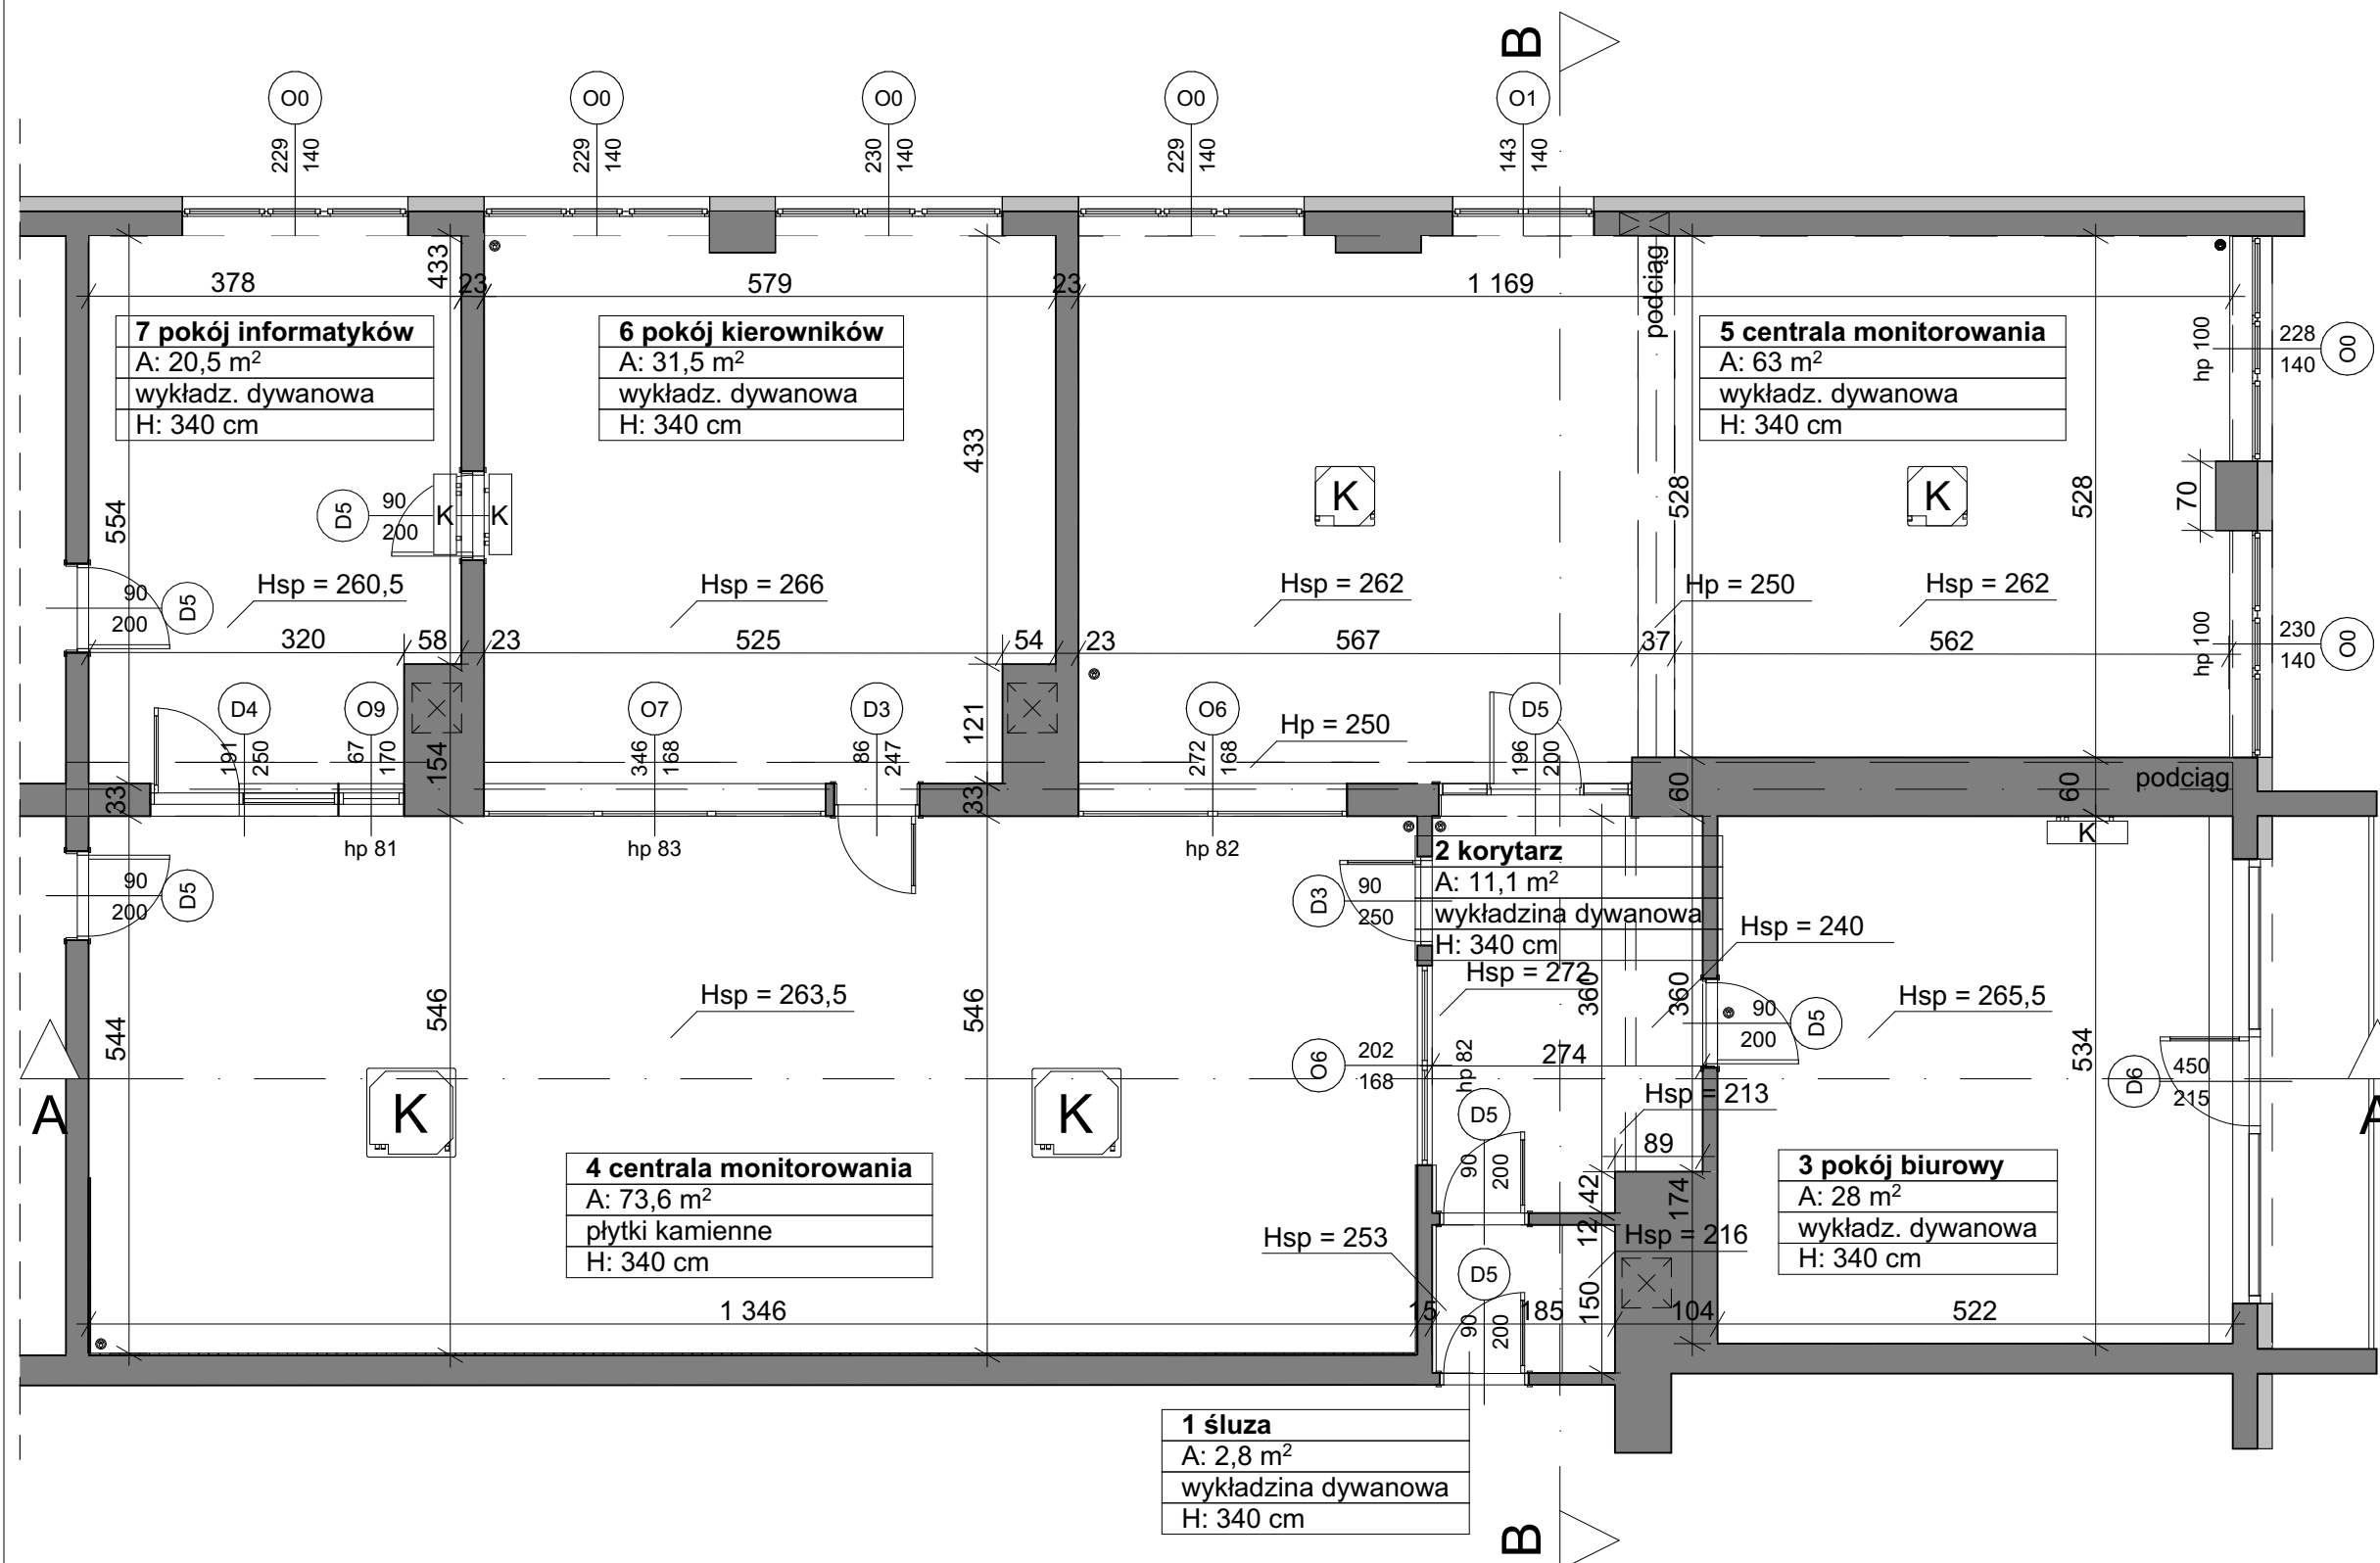 B
O0
O0
O0
O0
O1
229
140
229
140
230
140
229
140
143
140
378
433
23
579
23
1 169
podciąg
7 pokój informatyków
A: 20,5 m²
wykładz. dywanowa
H: 340 cm
6 pokój kierowników
A: 31,5 m²
wykładz. dywanowa
H: 340 cm
5 centrala monitorowania
A: 63 m²
wykładz. dywanowa
H: 340 cm
hp 100
228
140
O0
433
554
D5
90
200
K
K
K
528
K
528
70
90
200
D5
Hsp = 260,5
Hsp = 266
Hsp = 262
Hp = 250
Hsp = 262
320
58
23
525
54
23
567
37
562
hp 100
230
140
O0
D4
191
250
O9
67
170
154
O7
346
168
D3
86
247
121
O6
272
168
Hp = 250
D5
196
200
33
33
60
60
podciąg
hp 81
hp 83
hp 82
K
90
200
D5
2 korytarz
A: 11,1 m²
wykładzina dywanowa
H: 340 cm
D3
90
250
Hsp = 240
Hsp = 272
360
360
Hsp = 263,5
Hsp = 265,5
544
546
546
90
200
D5
O6
202
168
hp 82
274
534
D6
450
215
A
K
K
D5
Hsp = 213
A
89
90
200
42
174
4 centrala monitorowania
A: 73,6 m²
płytki kamienne
H: 340 cm
3 pokój biurowy
A: 28 m²
wykładz. dywanowa
H: 340 cm
Hsp = 253
12
Hsp = 216
D5
150
1 346
15
90
200
185
104
522
1 śluza
A: 2,8 m²
wykładzina dywanowa
H: 340 cm
B